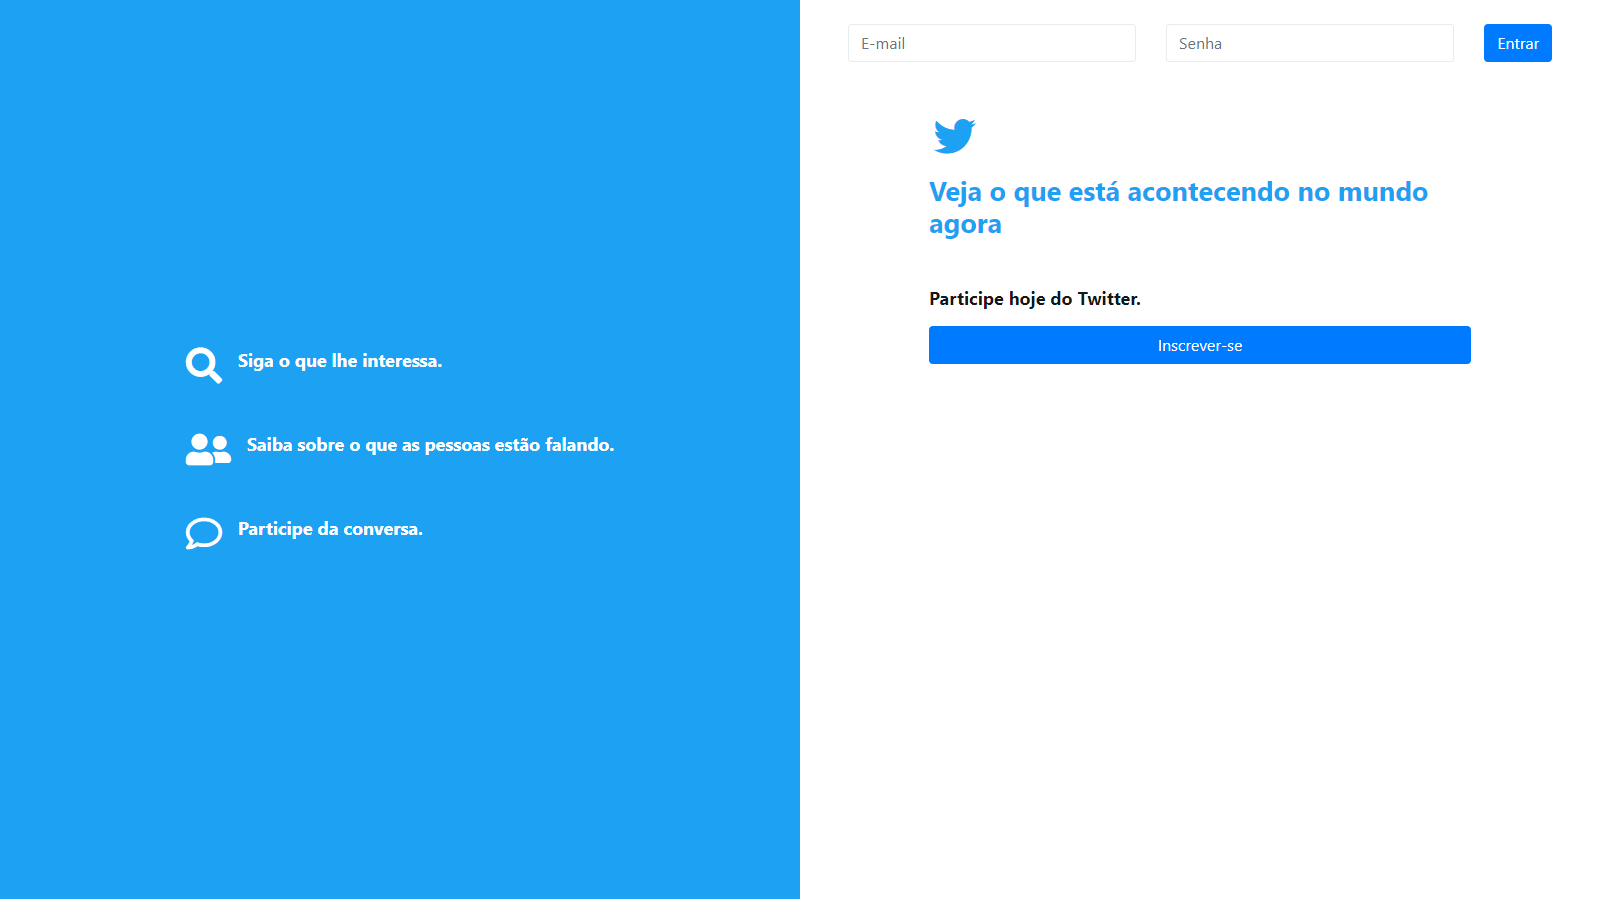 Siga o que lhe interessa.
Saiba sobre o que as pessoas estão falando.
Participe da conversa.
E-mail
Senha
Entrar
Veja o que está acontecendo no mundo
agora
Participe hoje do Twitter.
Inscrever-se